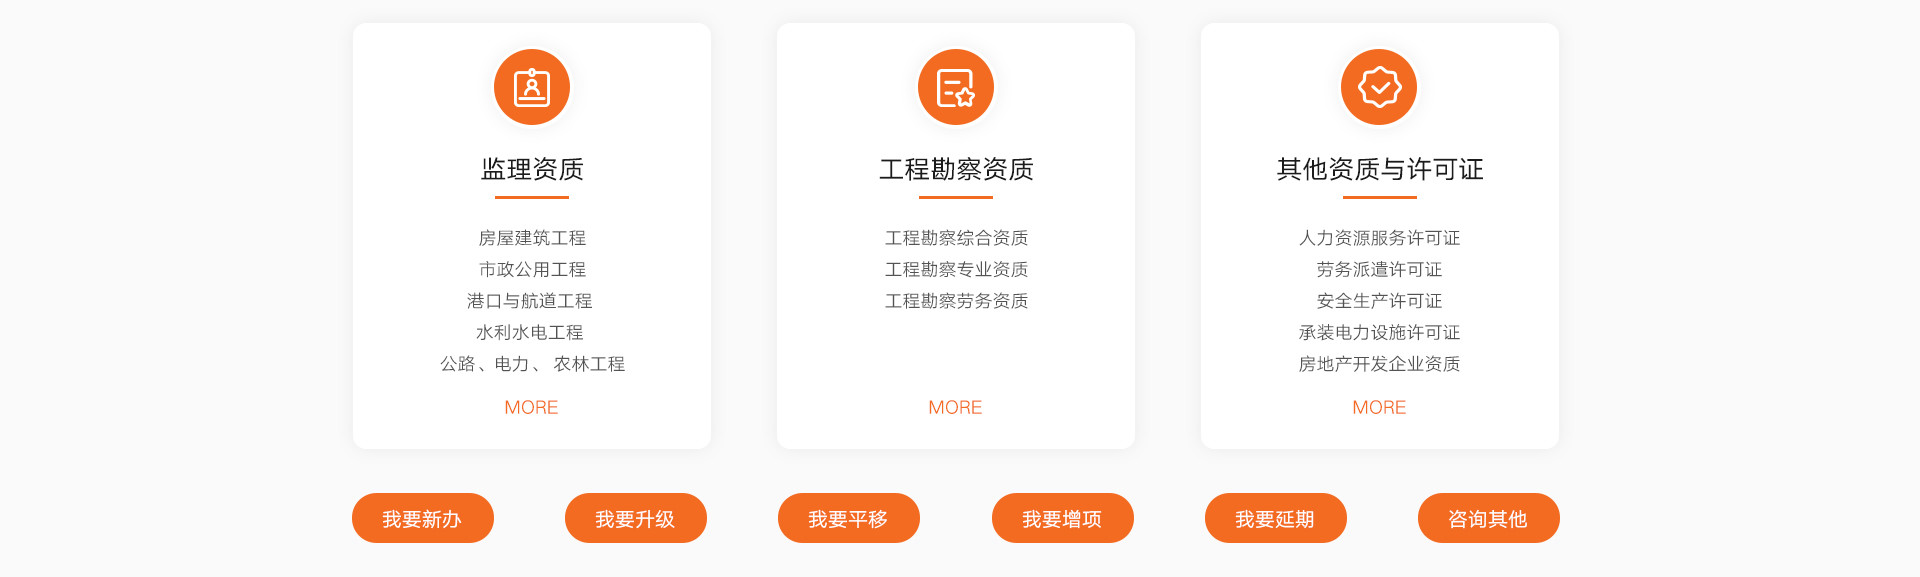 监理资质
房屋建筑工程
市政公用工程
港口与航道工程
水利水电工程
公路、电力、农林工程
MORE
工程勘察资质
工程勘察综合资质
工程勘察专业资质
工程勘察劳务资质
MORE
其他资质与许可证
人力资源服务许可证
劳务派遣许可证
安全生产许可证
承装电力设施许可证
房地产开发企业资质
MORE
我要新办
我要升级
我要平移
我要增项
我要延期
咨询其他